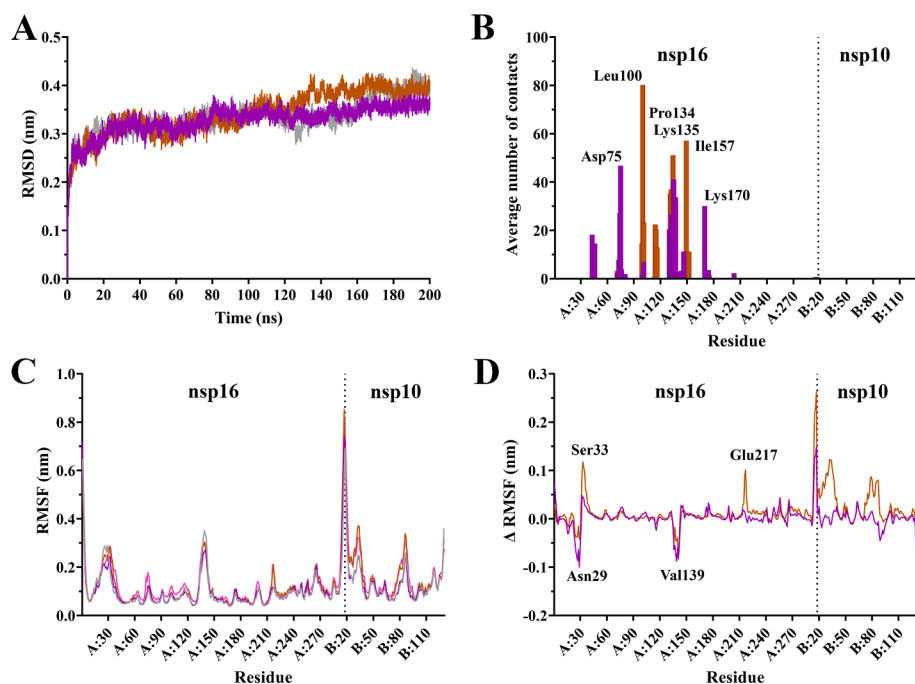 A
RMSD (nm)
0.5
0.4
0.3
0.2
0.1
0.0
0 20 40 60 80 100 120 140 160 180 200
Time (ns)
B
nsp16 nsp10
Average number of contacts
100
80
60
40
20
0
Leu100
Pro134
Lys135
Asp75
Ile157
Lys170
A:30 A:60 A:90 A:120 A:150 A:180 A:210 A:240 A:270 B:20 B:50 B:80 B:110
Residue
C
nsp16 nsp10
RMSF (nm)
1.0
0.8
0.6
0.4
0.2
0.0
A:30 A:60 A:90 A:120 A:150 A:180 A:210 A:240 A:270 B:20 B:50 B:80 B:110
Residue
D
nsp16 nsp10
Δ RMSF (nm)
0.3
0.2
0.1
0.0
-0.1
-0.2
Ser33
Glu217
Asn29
Val139
A:30 A:60 A:90 A:120 A:150 A:180 A:210 A:240 A:270 B:20 B:50 B:80 B:110
Residue